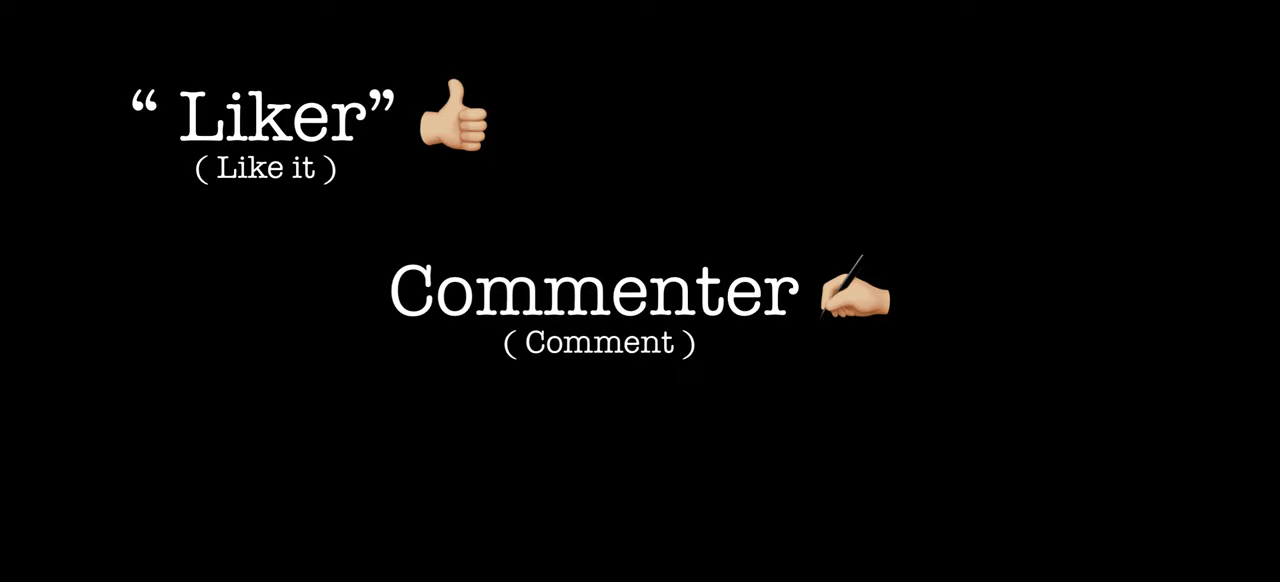 “ Liker” 👍🏼
( Like it )
Commenter ✍🏼
( Comment )